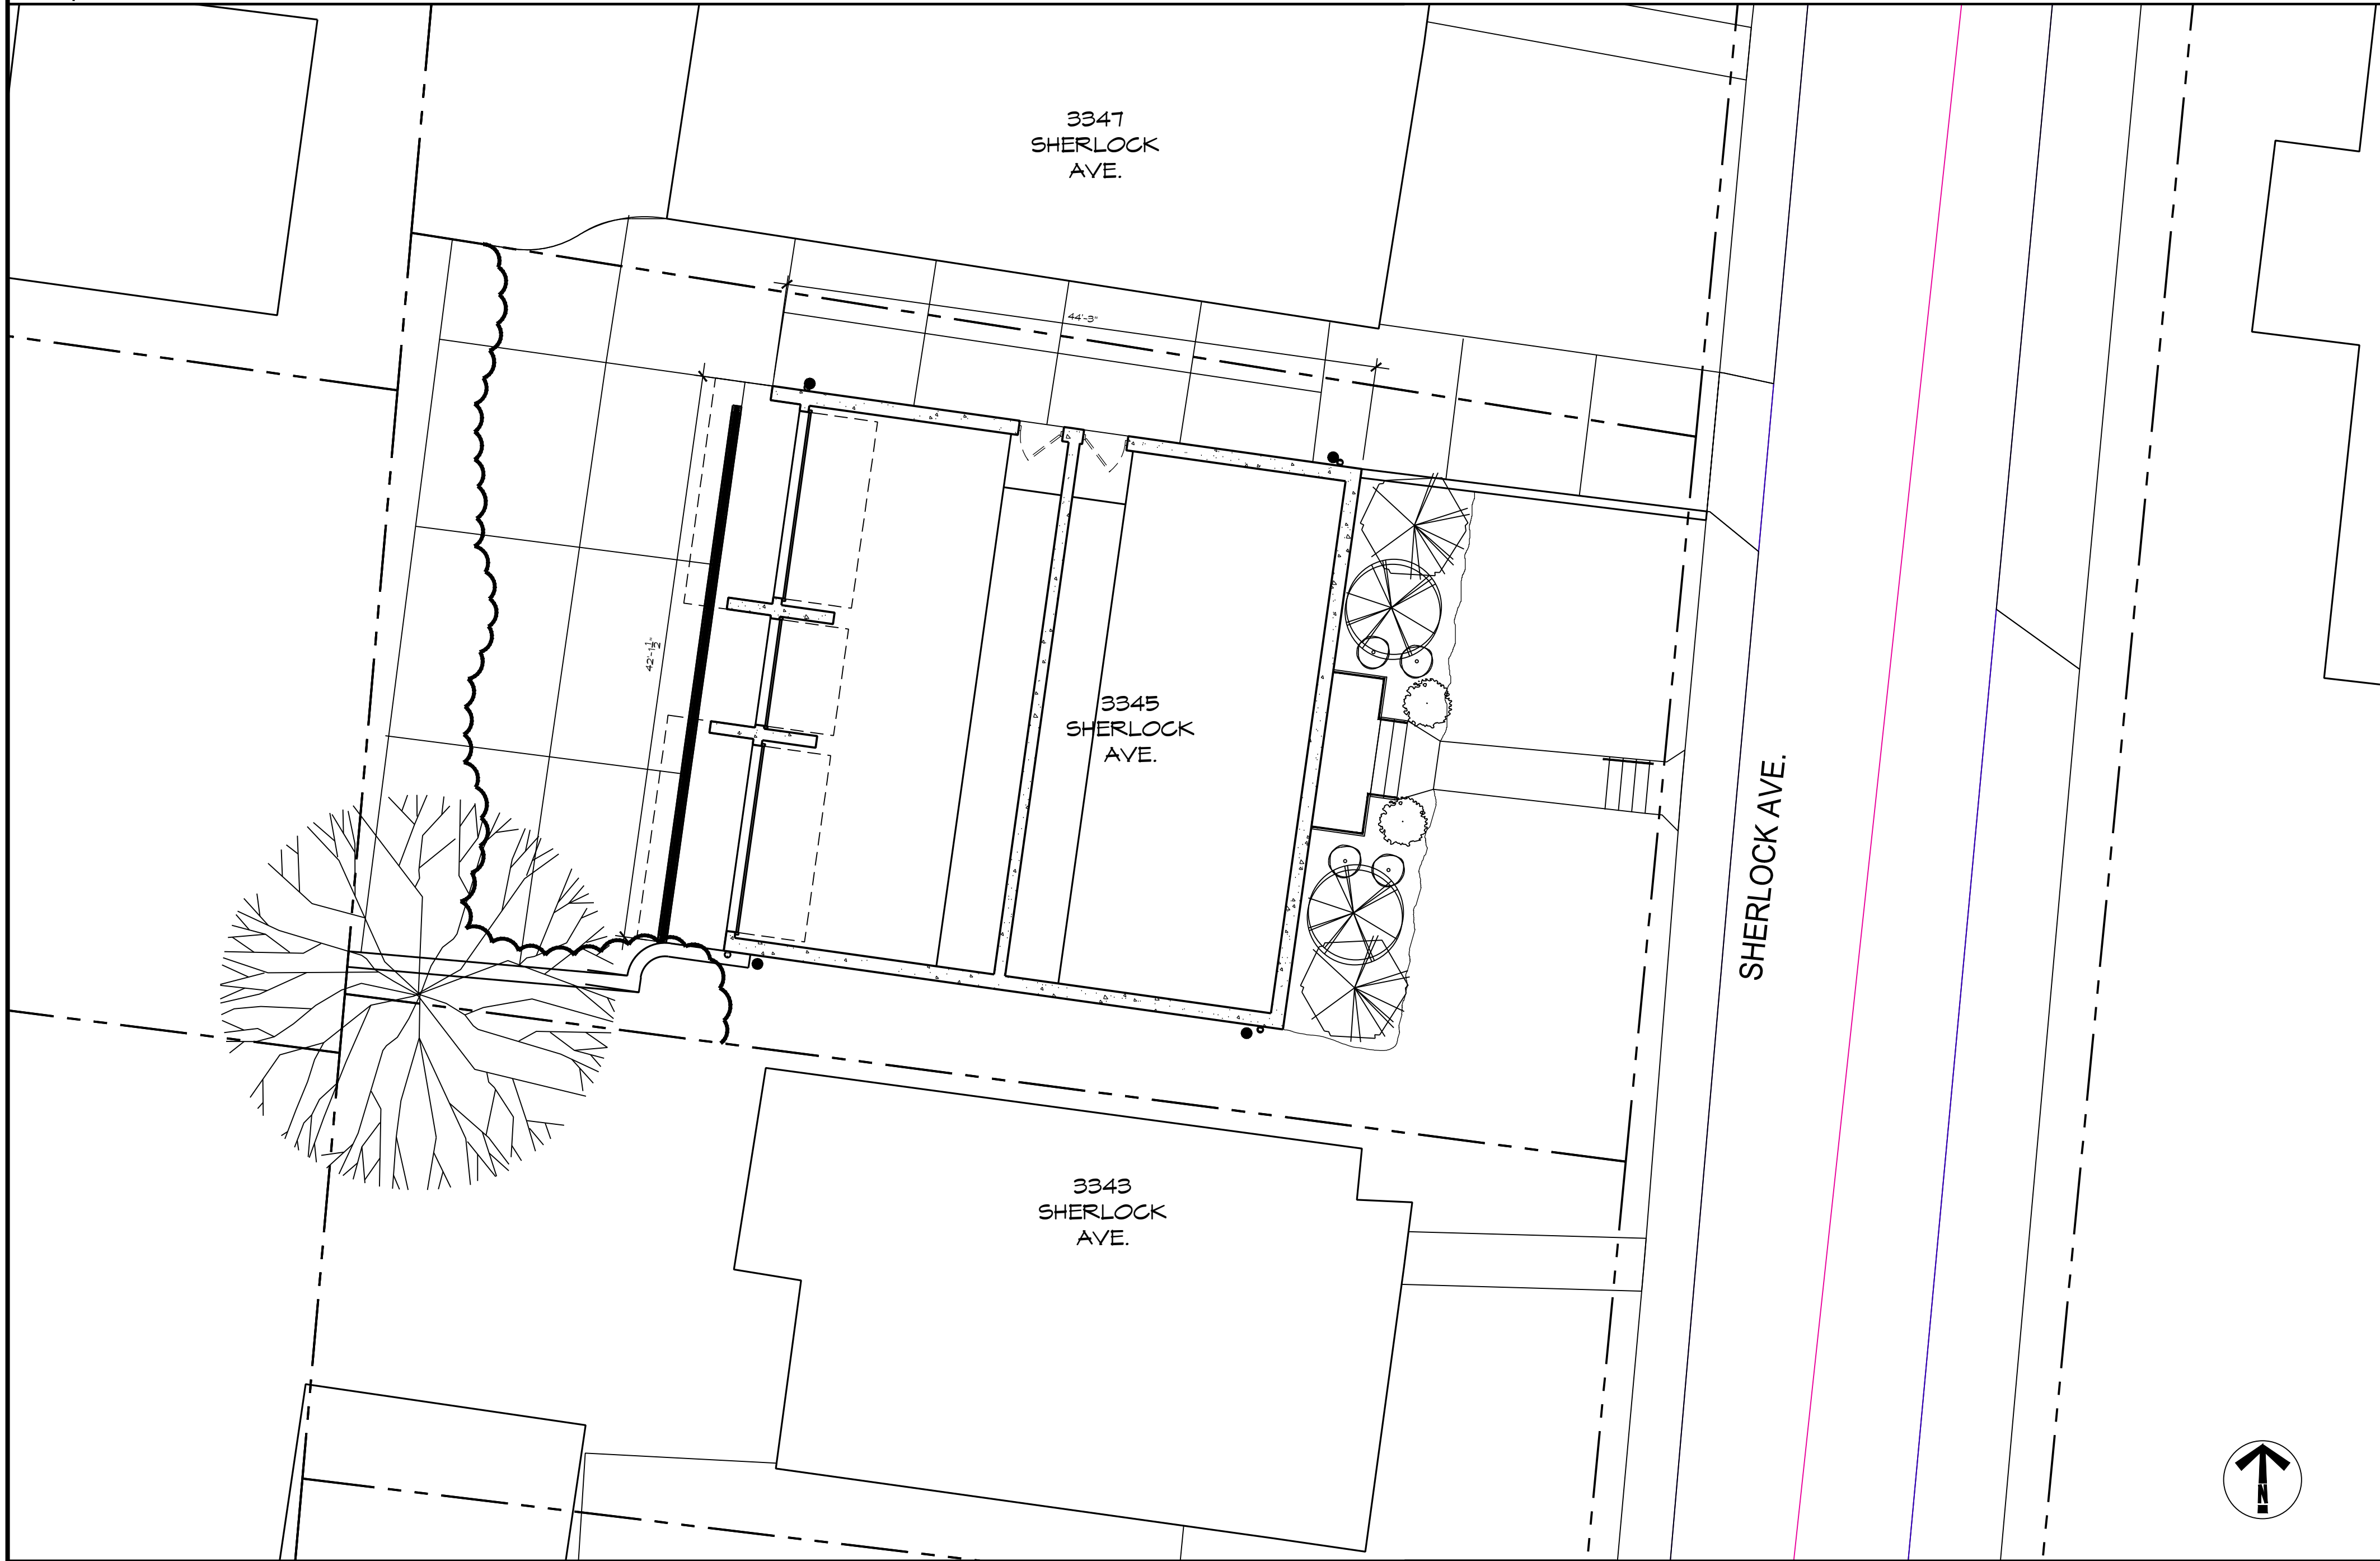 3347
SHERLOCK
AVE.
44'-3"
42'-1½"
3345
SHERLOCK
AVE.
SHERLOCK AVE.
3343
SHERLOCK
AVE.
N